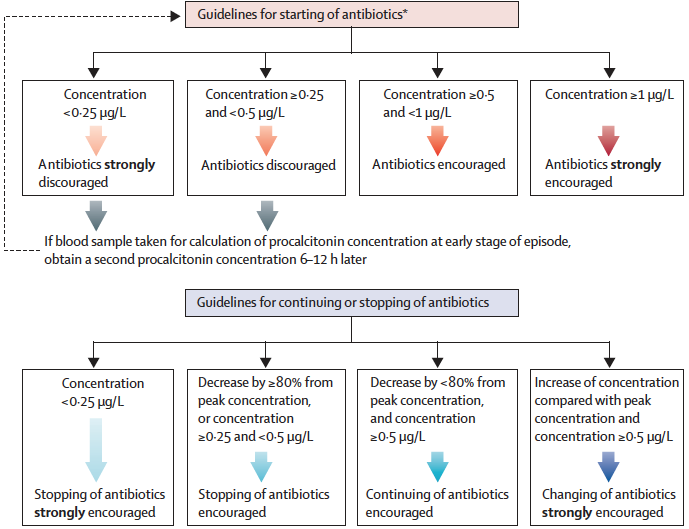 Guidelines for starting of antibiotics*
Concentration
<0·25 μg/L
Antibiotics strongly
discouraged
Concentration ≥0·25
and <0·5 μg/L
Antibiotics discouraged
Concentration ≥0·5
and <1 μg/L
Antibiotics encouraged
Concentration ≥1 μg/L
Antibiotics strongly
encouraged
If blood sample taken for calculation of procalcitonin concentration at early stage of episode,
obtain a second procalcitonin concentration 6–12 h later
Guidelines for continuing or stopping of antibiotics
Concentration
<0·25 μg/L
Stopping of antibiotics
strongly encouraged
Decrease by ≥80% from
peak concentration,
or concentration
≥0·25 and <0·5 μg/L
Stopping of antibiotics
encouraged
Decrease by <80% from
peak concentration,
and concentration
≥0·5 μg/L
Continuing of antibiotics
encouraged
Increase of concentration
compared with peak
concentration and
concentration ≥0·5 μg/L
Changing of antibiotics
strongly encouraged